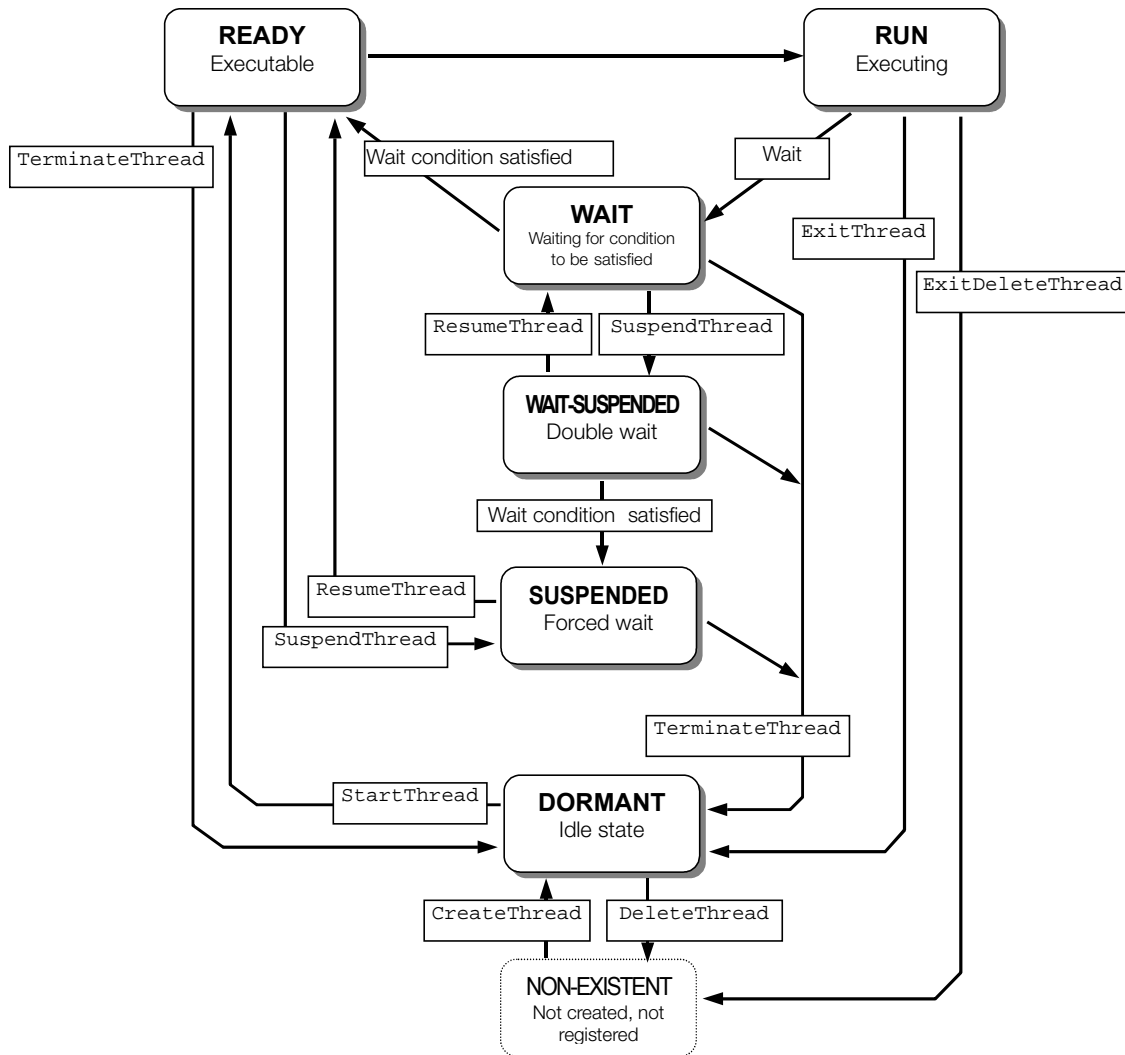 READY
Executable
RUN
Executing
TerminateThread
Wait condition satisfied
Wait
WAIT
Waiting for condition
to be satisfied
ExitThread
ExitDeleteThread
ResumeThread
SuspendThread
WAIT-SUSPENDED
Double wait
Wait condition satisfied
ResumeThread
SUSPENDED
Forced wait
SuspendThread
TerminateThread
StartThread
DORMANT
Idle state
CreateThread
DeleteThread
NON-EXISTENT
Not created, not
registered